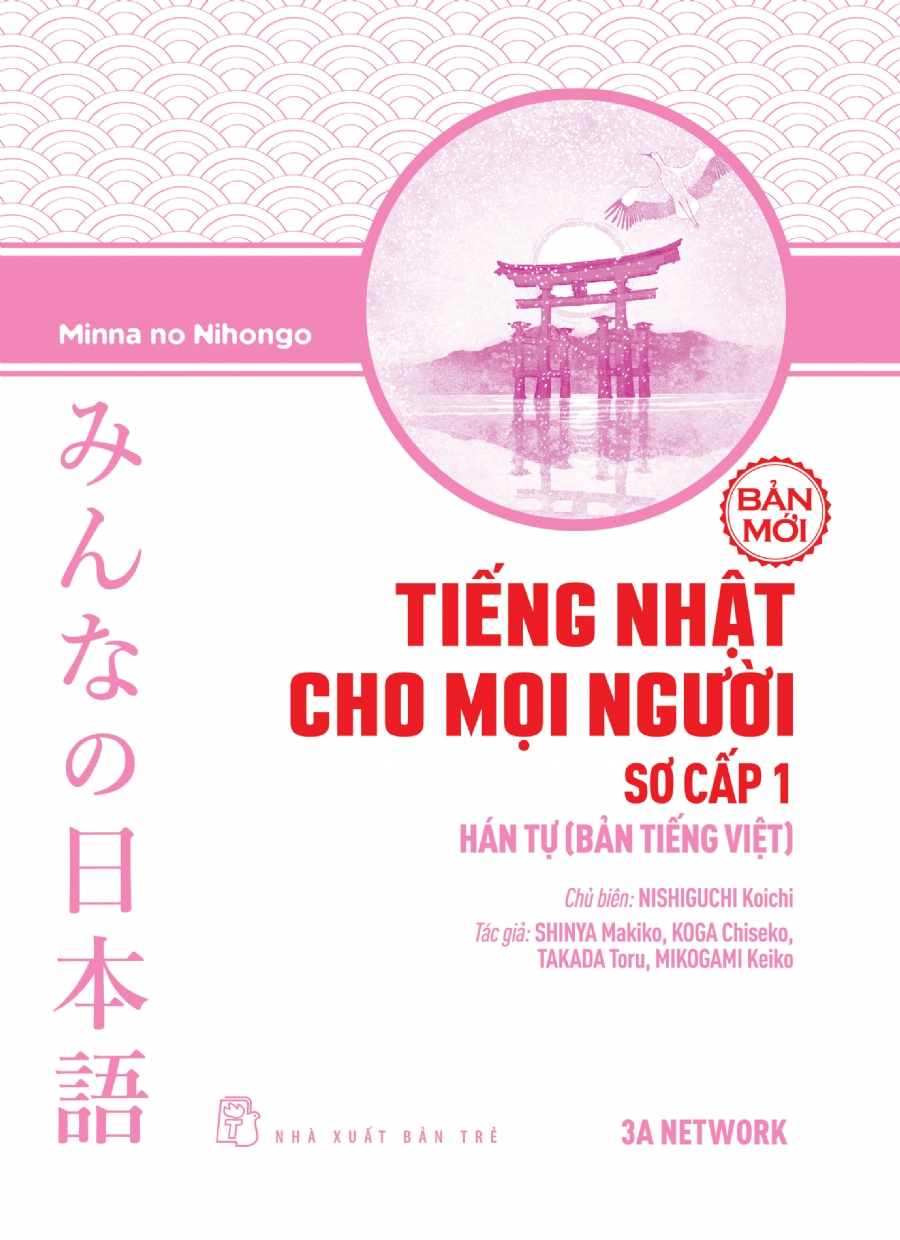 Minna no Nihongo
みんなの日本語
BẢN
MỚI
TIẾNG NHẬT
CHO MỌI NGƯỜI
SƠ CẤP 1
HÁN TỰ (BẢN TIẾNG VIỆT)
Chủ biên: NISHIGUCHI Koichi
Tác giả: SHINYA Makiko, KOGA Chiseko,
TAKADA Toru, MIKOGAMI Keiko
T
NHÀ XUẤT BẢN TRẺ
3A NETWORK